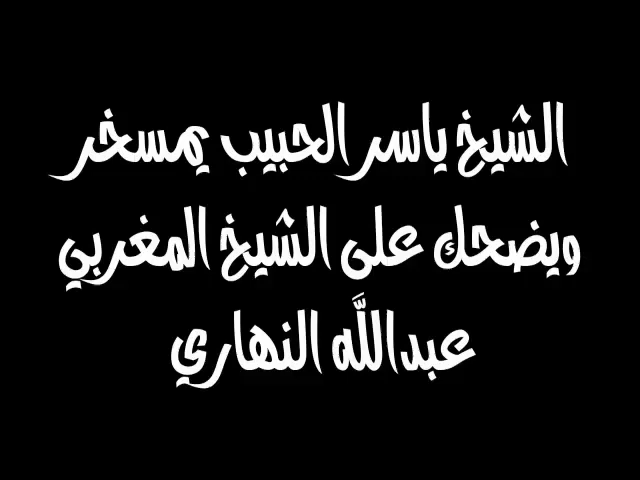 الشيخ ياسر الحبيب يمسخر
ويضحك على الشيخ المغربي
عبدالله النهاري